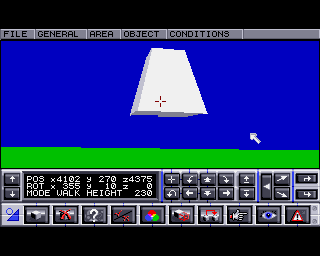 FILE GENERAL AREA OBJECT CONDITIONS
POS x4102 y 270 z4375
ROT x 355 y 10 z 0
MODE WALK HEIGHT 230